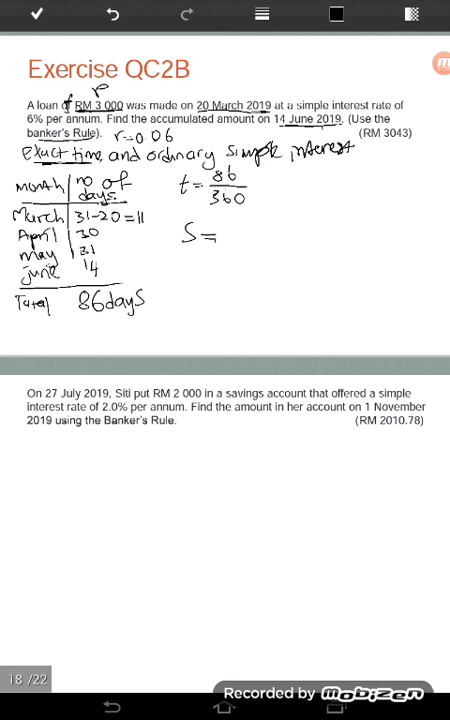 Exercise QC2B
P
A loan of RM 3 000 was made on 20 March 2019 at a simple interest rate of
6% per annum. Find the accumulated amount on 14 June 2019. (Use the
banker's Rule). r=0.06 (RM 3043)
Exact time and ordinary simple interest
month no of days
March 31-20=11
April 30
may 31
june 14
Total 86days
t= 86
360
S=
On 27 July 2019, Siti put RM 2 000 in a savings account that offered a simple
interest rate of 2.0% per annum. Find the amount in her account on 1 November
2019 using the Banker's Rule. (RM 2010.78)
18 /22
Recorded by Mobizen